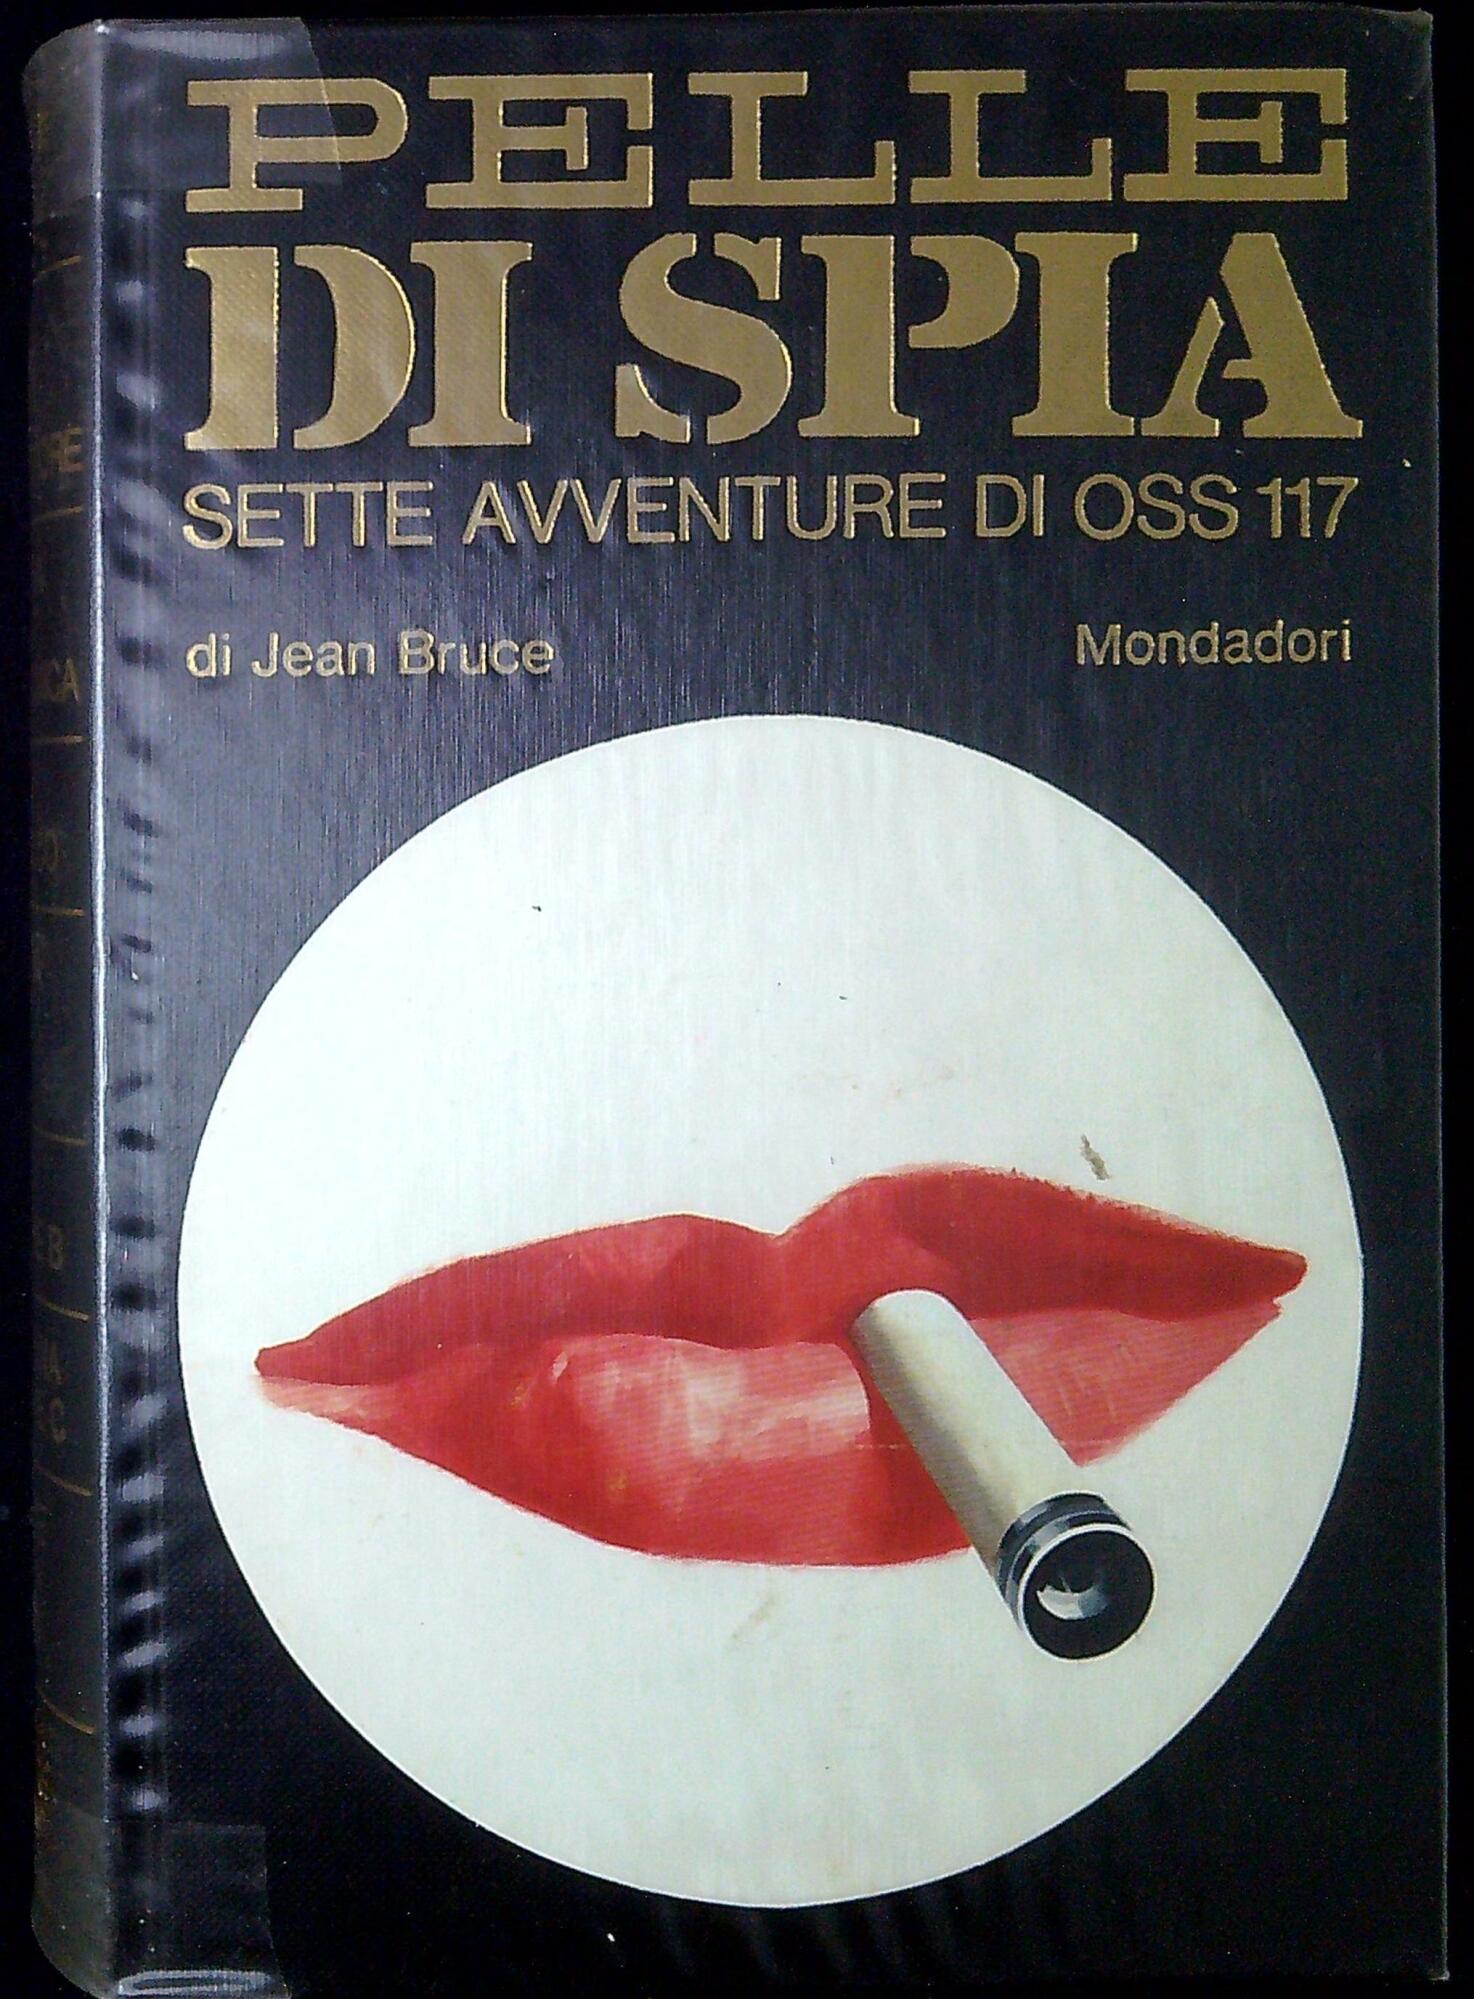 PELLE
DI SPIA
SETTE AVVENTURE DI OSS 117
di Jean Bruce
Mondadori